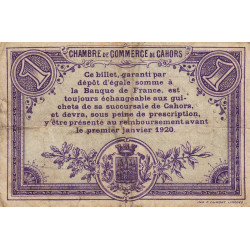 CHAMBRE DE COMMERCE DE CAHORS
1
1
Ce billet, garanti par
dépôt d'égale somme à
la Banque de France, est
toujours échangeable aux gui-
chets de sa succursale de Cahors,
et devra, sous peine de prescription,
y être présenté au remboursement avant
le premier janvier 1920.